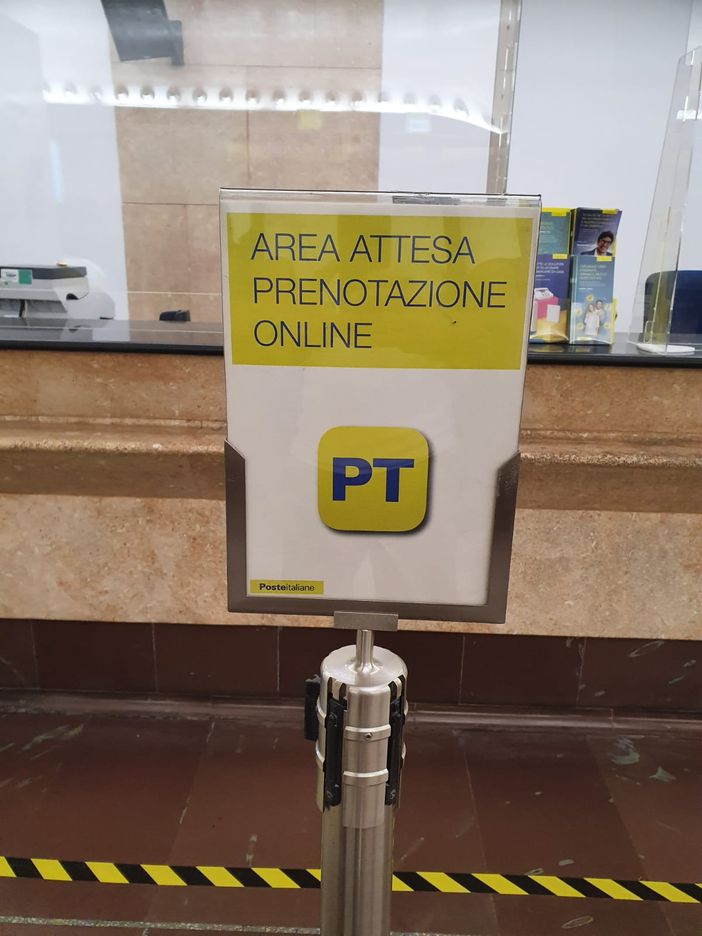 AREA ATTESA
PRENOTAZIONE
ONLINE
PT
Posteitaliane